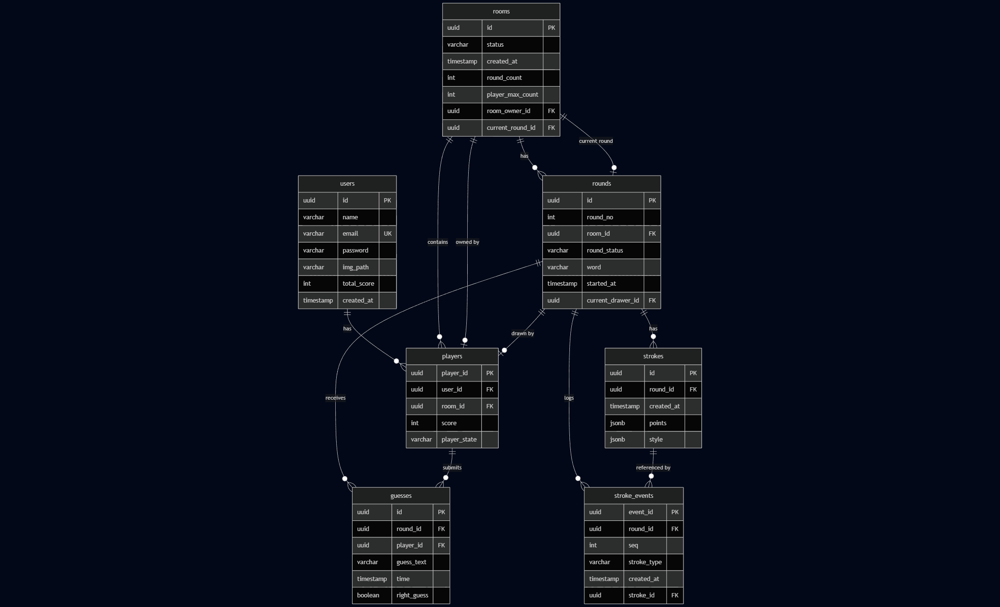 rooms
uuid id PK
varchar status
timestamp created_at
int round_count
int player_max_count
uuid room_owner_id FK
uuid current_round_id FK
current round
has
users
uuid id PK
varchar name
varchar email UK
varchar password
varchar img_path
int total_score
timestamp created_at
rounds
uuid id PK
int round_no
uuid room_id FK
varchar round_status
varchar word
timestamp started_at
uuid current_drawer_id FK
contains
owned by
has
drawn by
has
players
uuid player_id PK
uuid user_id FK
uuid room_id FK
int score
varchar player_state
strokes
uuid id PK
uuid round_id FK
timestamp created_at
jsonb points
jsonb style
receives
logs
submits
referenced by
guesses
uuid id PK
uuid round_id FK
uuid player_id FK
varchar guess_text
timestamp time
boolean right_guess
stroke_events
uuid event_id PK
uuid round_id FK
int seq
varchar stroke_type
timestamp created_at
uuid stroke_id FK